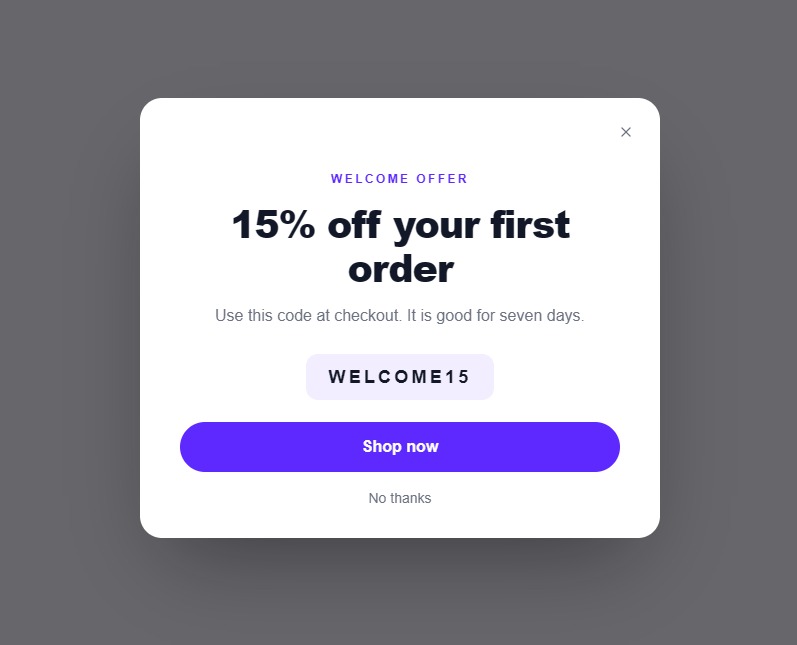 WELCOME OFFER
15% off your first
order
Use this code at checkout. It is good for seven days.
WELCOME15
Shop now
No thanks